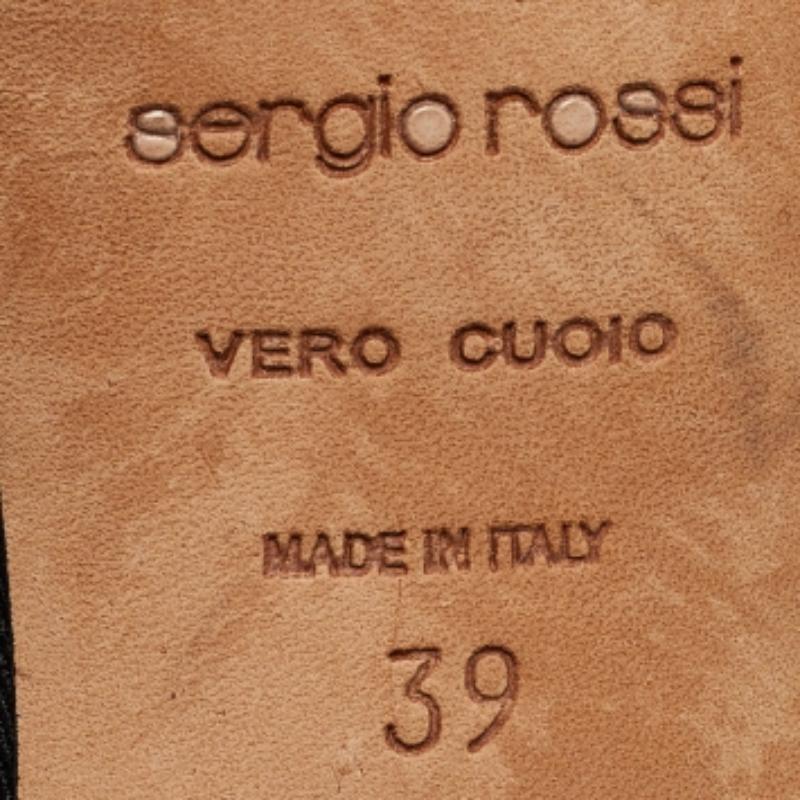 sergio rossi
VERO CUOIO
MADE IN ITALY
39